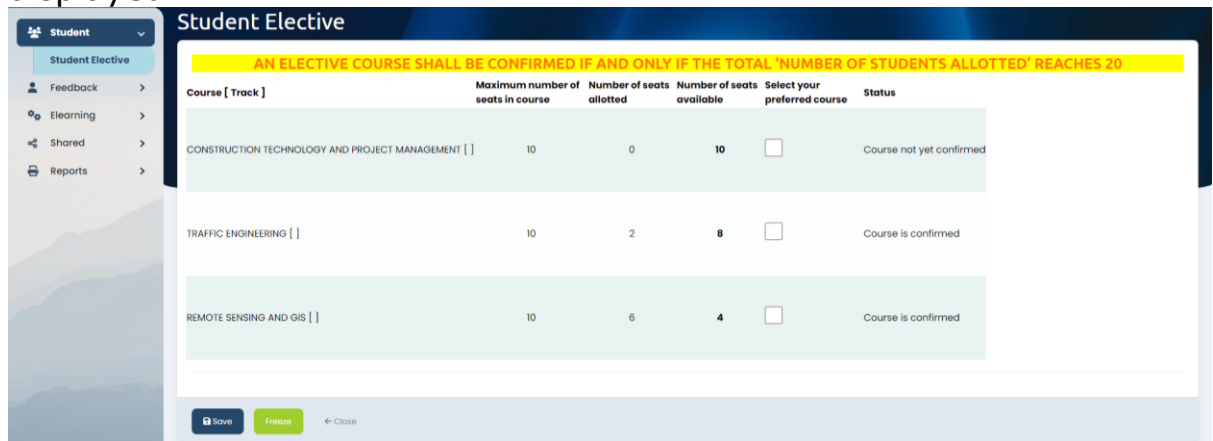 Student
Student Elective
Feedback
Elearning
Shared
Reports
Student Elective
AN ELECTIVE COURSE SHALL BE CONFIRMED IF AND ONLY IF THE TOTAL ‘NUMBER OF STUDENTS ALLOTTED’ REACHES 20
Course [ Track ] Maximum number of seats in course Number of seats allotted Number of seats available Select your preferred course Status
CONSTRUCTION TECHNOLOGY AND PROJECT MANAGEMENT [ ] 10 0 10 Course not yet confirmed
TRAFFIC ENGINEERING [ ] 10 2 8 Course is confirmed
REMOTE SENSING AND GIS [ ] 10 6 4 Course is confirmed
Save Freeze ← Close